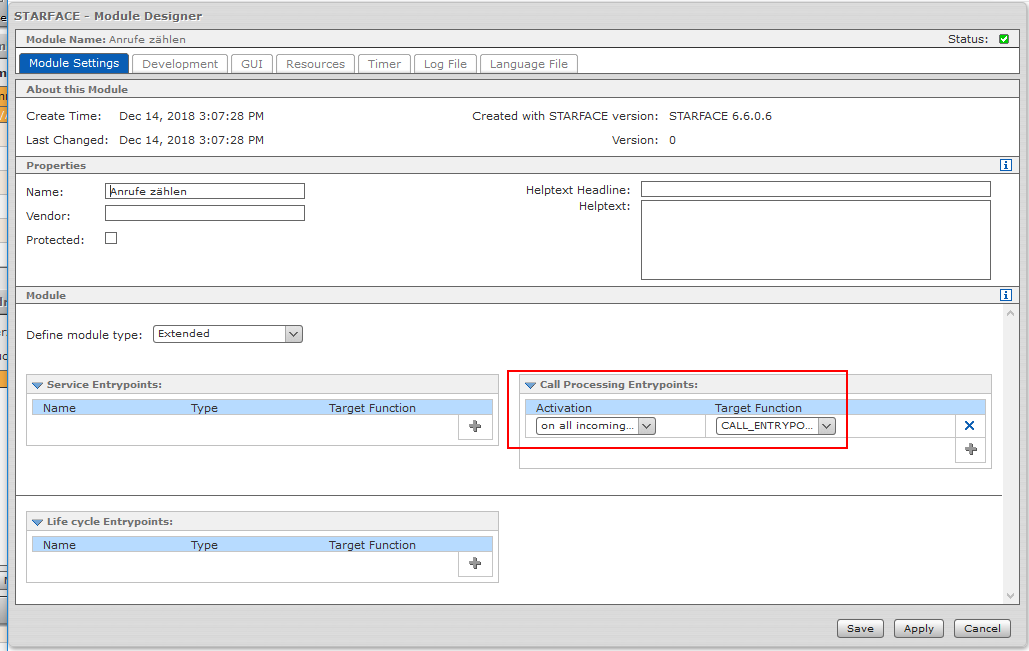 STARFACE - Module Designer
Module Name: Anrufe zählen Status:
Module Settings Development GUI Resources Timer Log File Language File
About this Module
Create Time: Dec 14, 2018 3:07:28 PM Created with STARFACE version: STARFACE 6.6.0.6
Last Changed: Dec 14, 2018 3:07:28 PM Version: 0
Properties
Name: Anrufe zählen Helptext Headline:
Vendor: Helptext:
Protected:
Module
Define module type: Extended
Service Entrypoints: Call Processing Entrypoints:
Name Type Target Function Activation Target Function
on all incoming... CALL_ENTRYPO...
Life cycle Entrypoints:
Name Type Target Function
Save Apply Cancel